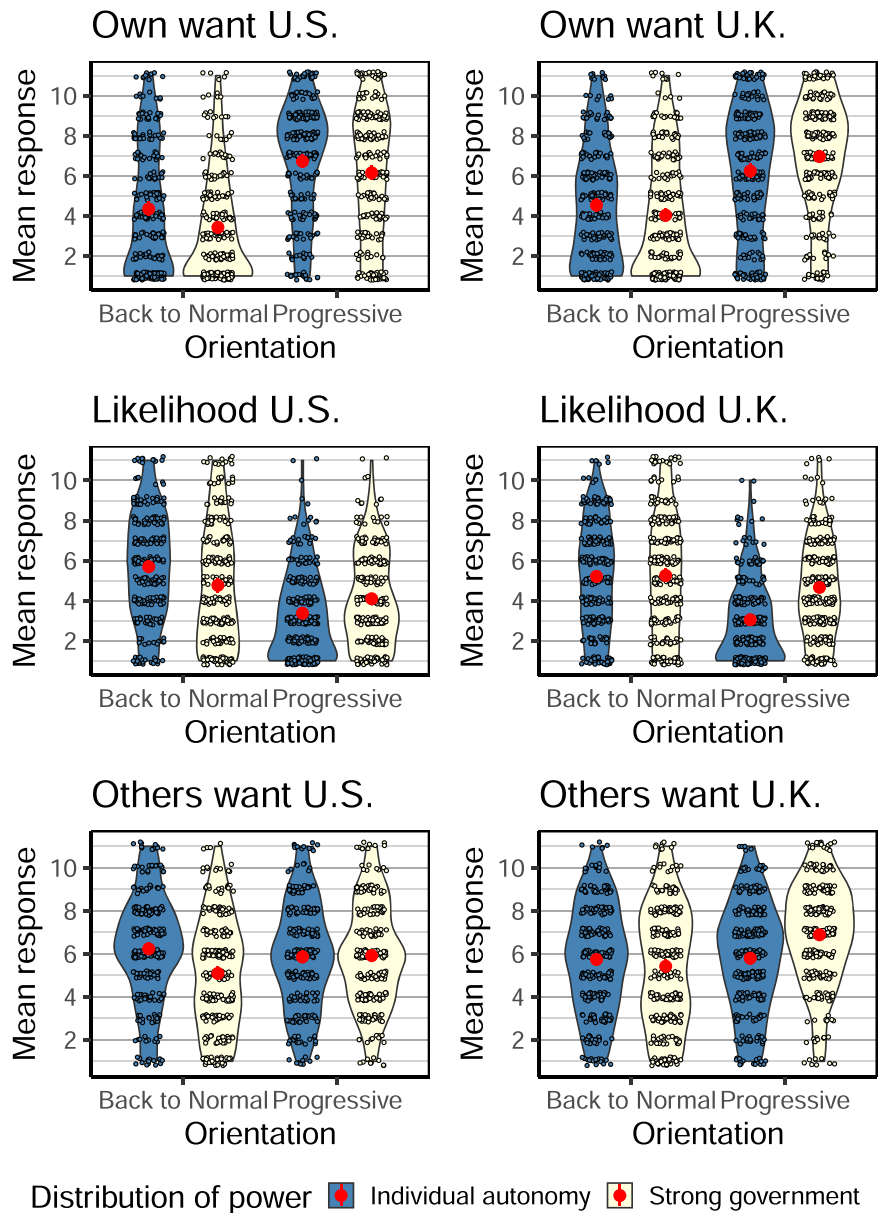 Own want U.S.
Own want U.K.
Mean response
10
8
6
4
2
Back to Normal Progressive
Orientation
Mean response
10
8
6
4
2
Back to Normal Progressive
Orientation
Likelihood U.S.
Likelihood U.K.
Mean response
10
8
6
4
2
Back to Normal Progressive
Orientation
Mean response
10
8
6
4
2
Back to Normal Progressive
Orientation
Others want U.S.
Others want U.K.
Mean response
10
8
6
4
2
Back to Normal Progressive
Orientation
Mean response
10
8
6
4
2
Back to Normal Progressive
Orientation
Distribution of power Individual autonomy Strong government